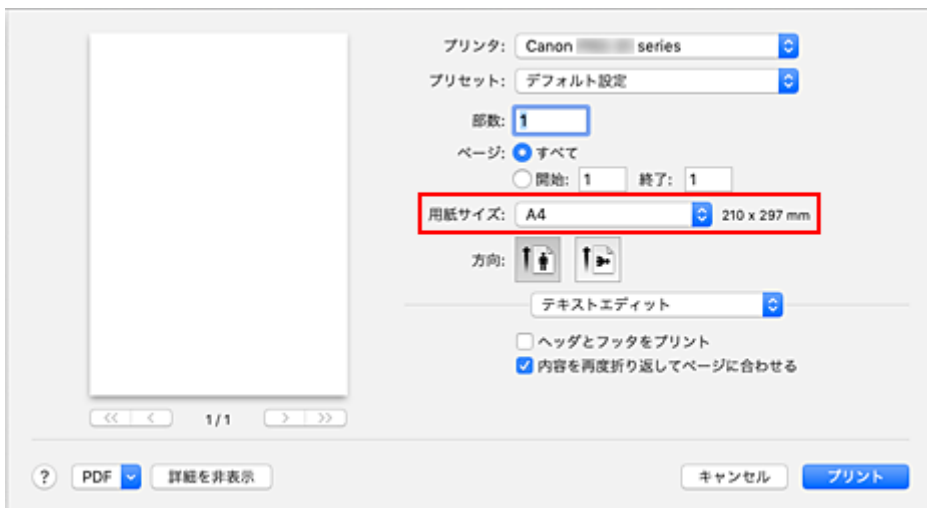 プリンタ: Canon series
プリセット: デフォルト設定
部数: 1
ページ: すべて
開始: 1 終了: 1
用紙サイズ: A4 210 x 297 mm
方向:
テキストエディット
ヘッダとフッタをプリント
内容を再度折り返してページに合わせる
<< < 1 / 1 > >>
? PDF 詳細を非表示 キャンセル プリント